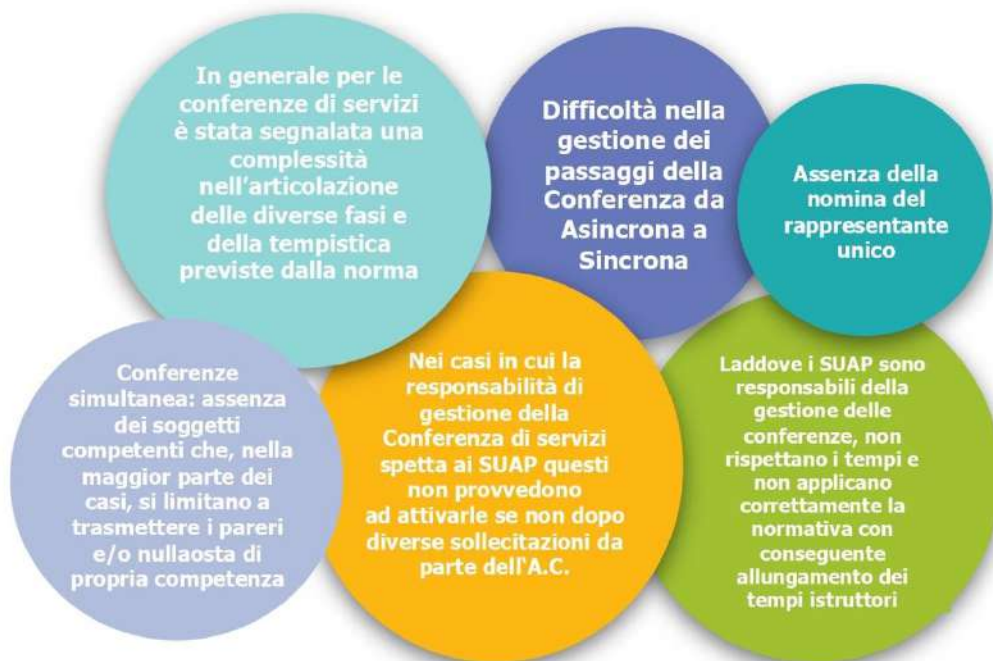 In generale per le
conferenze di servizi
è stata segnalata una
complessità
nell'articolazione
delle diverse fasi e
della tempistica
previste dalla norma
Difficoltà nella
gestione dei
passaggi della
Conferenza da
Asincrona a
Sincrona
Assenza della
nomina del
rappresentante
unico
Conferenze
simultanea: assenza
dei soggetti
competenti che, nella
maggior parte dei
casi, si limitano a
trasmettere i pareri
e/o nullaosta di
propria competenza
Nei casi in cui la
responsabilità di
gestione della
Conferenza di servizi
spetta ai SUAP questi
non provvedono
ad attivarle se non dopo
diverse sollecitazioni da
parte dell'A.C.
Laddove i SUAP sono
responsabili della
gestione delle
conferenze, non
rispettano i tempi e
non applicano
correttamente la
normativa con
conseguente
allungamento dei
tempi istruttori